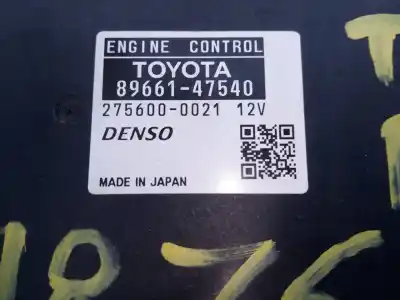 ENGINE CONTROL
TOYOTA
89661-47540
275600-0021 12V
DENSO
MADE IN JAPAN